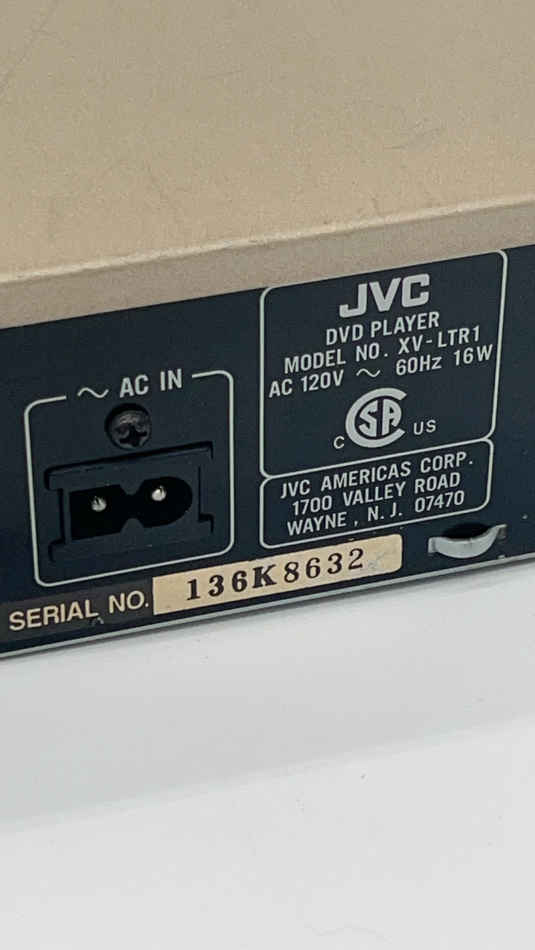 JVC
DVD PLAYER
MODEL NO. XV-LTR1
AC 120V ~ 60Hz 16W
C SA US
JVC AMERICAS CORP.
1700 VALLEY ROAD
WAYNE, N.J. 07470
~ AC IN
SERIAL NO. 136K8632